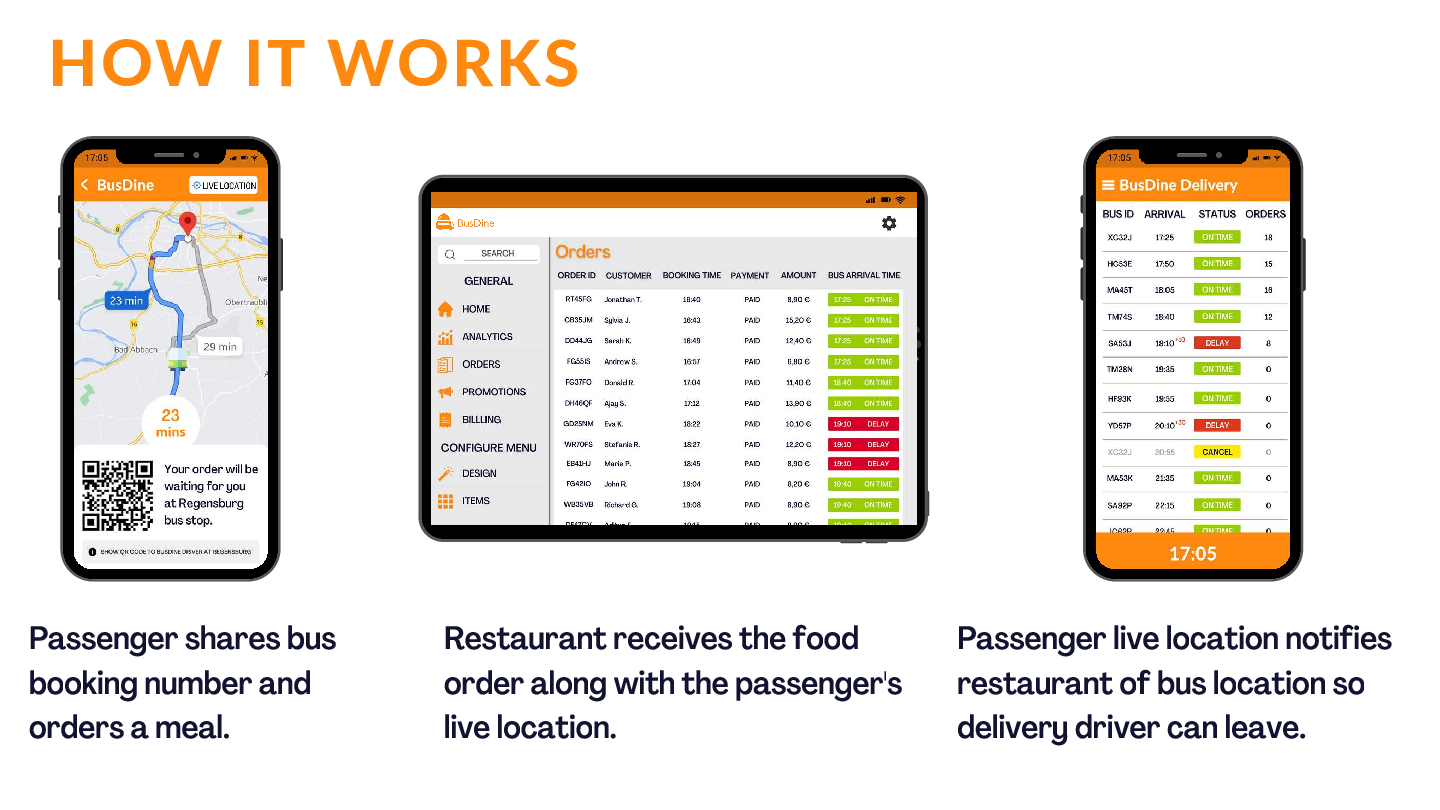 HOW IT WORKS
17:05
BusDine
LIVE LOCATION
Ne
23 min
Obertraubli
16
15
Bad Abbach
29 min
23
mins
Your order will be
waiting for you
at Regensburg
bus stop.
SHOW QR CODE TO BUSDINE DRIVER AT REGENSBURG
Passenger shares bus
booking number and
orders a meal.
BusDine
SEARCH
GENERAL
HOME
ANALYTICS
ORDERS
PROMOTIONS
BILLLING
CONFIGURE MENU
DESIGN
ITEMS
Orders
ORDER ID CUSTOMER BOOKING TIME PAYMENT AMOUNT BUS ARRIVAL TIME
RT45FG Jonathan T. 16:40 PAID 8,90 € 17:25 ON TIME
CB35JM Sylvia J. 16:43 PAID 15,20 € 17:25 ON TIME
DD44JG Sarah K. 16:49 PAID 12,40 € 17:25 ON TIME
FG55IS Andrew S. 16:57 PAID 6,80 € 17:25 ON TIME
FG37FO Donald R. 17:04 PAID 11,40 € 18:40 ON TIME
DH46QF Ajay S. 17:12 PAID 13,90 € 18:40 ON TIME
GD25NM Eva K. 18:22 PAID 10,10 € 19:10 DELAY
WR70FS Stefanie R. 18:27 PAID 12,20 € 19:10 DELAY
EB41HJ Maria P. 18:45 PAID 8,90 € 19:10 DELAY
FG42IO John R. 19:04 PAID 6,20 € 19:40 ON TIME
WB35VB Richard G. 19:08 PAID 8,90 € 19:40 ON TIME
Restaurant receives the food
order along with the passenger's
live location.
17:05
BusDine Delivery
BUS ID ARRIVAL STATUS ORDERS
XC32J 17:25 ON TIME 18
HC53E 17:50 ON TIME 15
MA45T 18:05 ON TIME 16
TM74S 18:40 ON TIME 12
SA53J 18:10 +10 DELAY 8
TM28N 19:35 ON TIME 0
HF93K 19:55 ON TIME 0
YD57P 20:10 +30 DELAY 0
XC32J 20:55 CANCEL 0
MA53K 21:35 ON TIME 0
SA92P 22:15 ON TIME 0
22:45 ON TIME 0
17:05
Passenger live location notifies
restaurant of bus location so
delivery driver can leave.